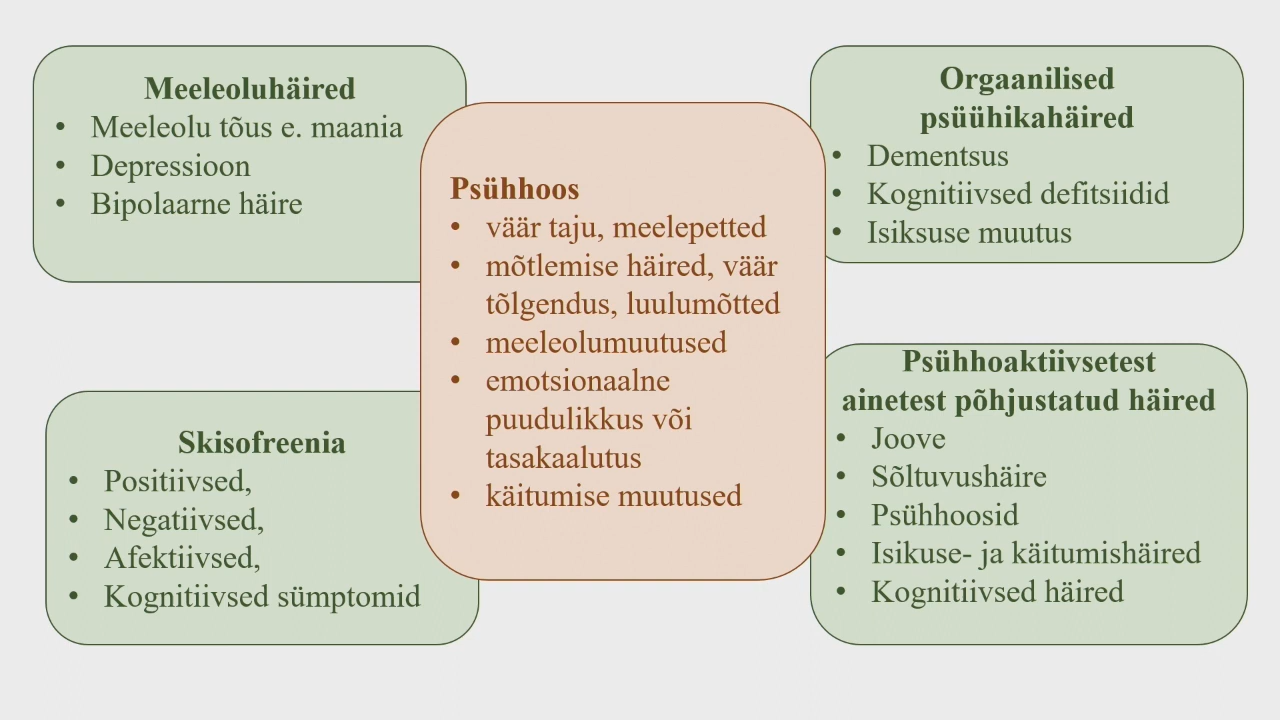 Meeleoluhäired
• Meeleolu tõus e. maania
• Depressioon
• Bipolaarne häire
Skisofreenia
• Positiivsed,
• Negatiivsed,
• Afektiivsed,
• Kognitiivsed sümptomid
Psühhoos
• väär taju, meelepetted
• mõtlemise häired, väär
tõlgendus, luulumõtted
• meeleolumuutused
• emotsionaalne
puudulikkus või
tasakaalutus
• käitumise muutused
Orgaanilised
psüühikahäired
• Dementsus
• Kognitiivsed defitsiidid
• Isiksuse muutus
Psühhoaktiivsetest
ainetest põhjustatud häired
• Joove
• Sõltuvushäire
• Psühhoosid
• Isikuse- ja käitumishäired
• Kognitiivsed häired